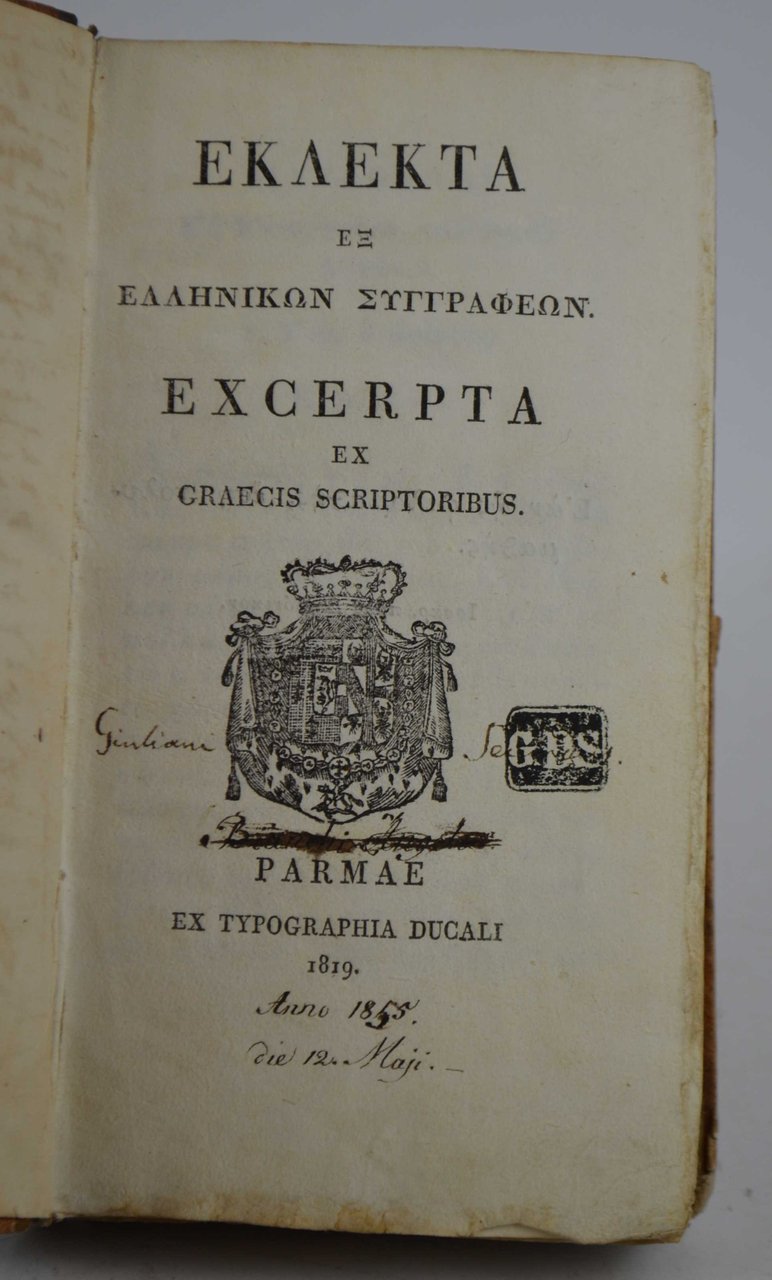 ΕΚΛΕΚΤΑ
ΕΞ
ΕΛΛΗΝΙΚΩΝ ΣΥΓΓΡΑΦΕΩΝ.
EXCERPTA
EX
GRAECIS SCRIPTORIBUS.
Giuliani
GDS
PARMAE
EX TYPOGRAPHIA DUCALI
1819.
Anno 1855.
die 12. Maji. _